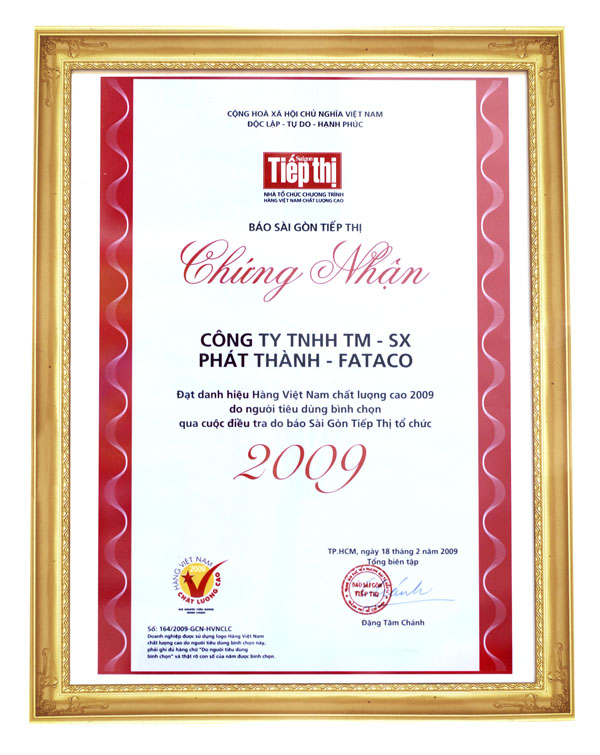 CỘNG HOÀ XÃ HỘI CHỦ NGHĨA VIỆT NAM
ĐỘC LẬP - TỰ DO - HẠNH PHÚC
Sàigòn
Tiếp thị
NHÀ TỔ CHỨC CHƯƠNG TRÌNH
HÀNG VIỆT NAM CHẤT LƯỢNG CAO
BÁO SÀI GÒN TIẾP THỊ
Chứng Nhận
CÔNG TY TNHH TM - SX
PHÁT THÀNH - FATACO
Đạt danh hiệu Hàng Việt Nam chất lượng cao 2009
do người tiêu dùng bình chọn
qua cuộc điều tra do báo Sài Gòn Tiếp Thị tổ chức
2009
TP.HCM, ngày 18 tháng 2 năm 2009
Tổng biên tập
BÁO SÀI GÒN
TIẾP THỊ
Đặng Tâm Chánh
HÀNG VIỆT NAM
2009
CHẤT LƯỢNG CAO
DO NGƯỜI TIÊU DÙNG
BÌNH CHỌN
Số: 164/2009-GCN-HVNCLC
Doanh nghiệp được sử dụng logo Hàng Việt Nam
chất lượng cao do người tiêu dùng bình chọn này,
phải ghi đủ hàng chữ "Do người tiêu dùng
bình chọn" và thật rõ con số của năm được bình chọn.